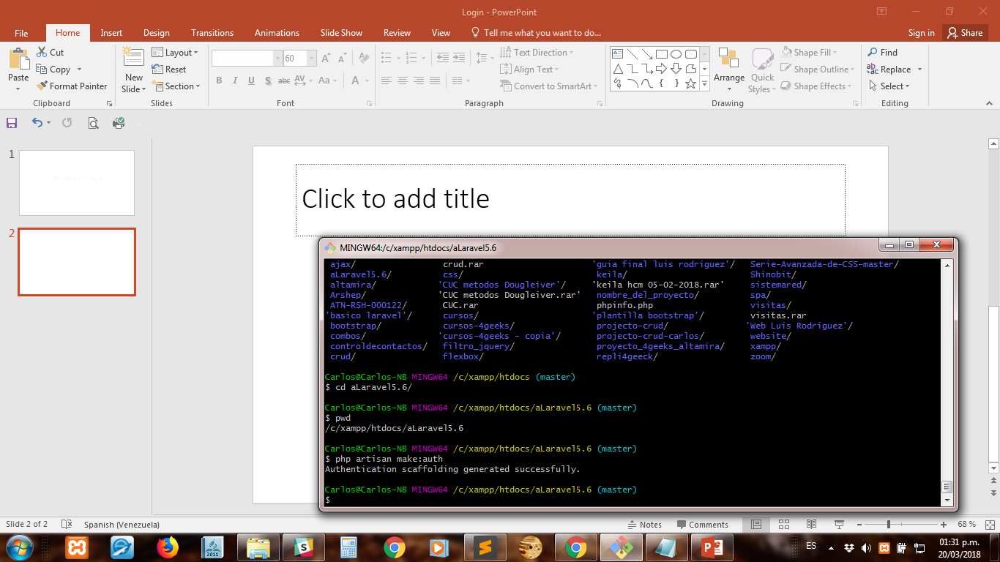 Login - PowerPoint
File Home Insert Design Transitions Animations Slide Show Review View Tell me what you want to do... Sign in Share
Cut Layout 60 Text Direction Shape Fill Find
Copy Reset Align Text Shape Outline Replace
Paste Format Painter New Slide Section Convert to SmartArt Arrange Quick Styles Shape Effects Select
Clipboard Slides Font Paragraph Drawing Editing
1
2
Click to add title
MINGW64:/c/xampp/htdocs/aLaravel5.6
ajax/ crud.rar 'guia final luis rodriguez'/ Serie-Avanzada-de-CSS-master/
aLaravel5.6/ css/ keila/ Shinobit/
altamira/ 'CUC metodos Dougleiver'/ 'keila hcm 05-02-2018.rar' sistemared/
Arshep/ 'CUC metodos Dougleiver.rar' nombre_del_proyecto/ spa/
ATN-RSH-000122/ CUC.rar phpinfo.php visitas/
'basico laravel'/ cursos/ 'plantilla bootstrap'/ visitas.rar
bootstrap/ cursos-4geeks/ projecto-crud/ 'Web Luis Rodriguez'/
combos/ 'cursos-4geeks - copia'/ projecto-crud-carlos/ website/
controldecontactos/ filtro_jquery/ proyecto_4geeks_altamira/ xampp/
crud/ flexbox/ repli4geeck/ zoom/
Carlos@Carlos-NB MINGW64 /c/xampp/htdocs (master)
$ cd aLaravel5.6/
Carlos@Carlos-NB MINGW64 /c/xampp/htdocs/aLaravel5.6 (master)
$ pwd
/c/xampp/htdocs/aLaravel5.6
Carlos@Carlos-NB MINGW64 /c/xampp/htdocs/aLaravel5.6 (master)
$ php artisan make:auth
Authentication scaffolding generated successfully.
Carlos@Carlos-NB MINGW64 /c/xampp/htdocs/aLaravel5.6 (master)
$
Slide 2 of 2 Spanish (Venezuela) Notes Comments 68 %
2011 ES 01:31 p.m.
20/03/2018